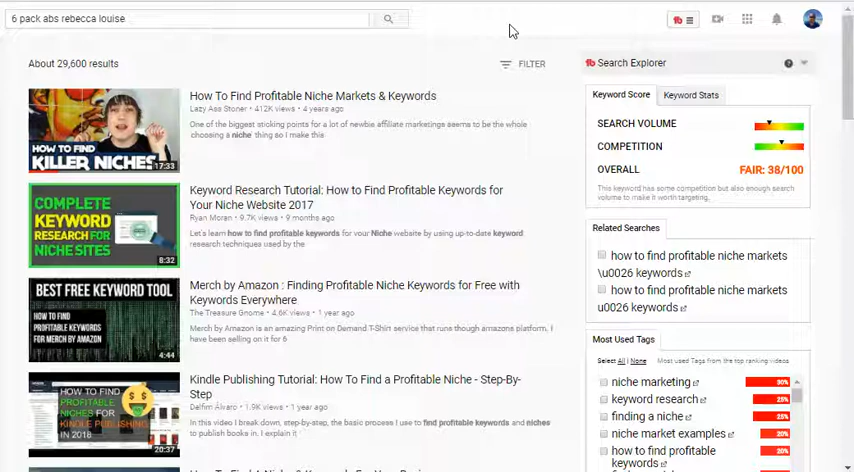 6 pack abs rebecca louise
About 29,600 results
FILTER
HOW TO FIND
KILLER NICHES
17:33
How To Find Profitable Niche Markets & Keywords
Lazy Ass Stoner • 412K views • 4 years ago
One of the biggest sticking points for a lot of newbie affiliate marketings seems to be the whole
'choosing a niche' thing so I make this
COMPLETE
KEYWORD
RESEARCH FOR
NICHE SITES
8:32
Keyword Research Tutorial: How to Find Profitable Keywords for
Your Niche Website 2017
Ryan Moran • 9.7K views • 9 months ago
Let's learn how to find profitable keywords for your Niche website by using up-to-date keyword
research techniques used by the
BEST FREE KEYWORD TOOL
HOW TO FIND
PROFITABLE KEYWORDS
FOR MERCH BY AMAZON
4:44
Merch by Amazon : Finding Profitable Niche Keywords for Free with
Keywords Everywhere
The Treasure Gnome • 4.6K views • 1 year ago
Merch by Amazon is an amazing Print on Demand T-Shirt service that runs though amazons platform. I
have been selling on it for 6
HOW TO FIND
PROFITABLE
NICHES FOR
KINDLE PUBLISHING
IN 2018
20:37
Kindle Publishing Tutorial: How To Find a Profitable Niche - Step-By-
Step
Delfim Álvaro • 1.9K views • 1 year ago
In this video I break down, step-by-step, the basic process I use to find profitable keywords and niches
to publish books in. I explain it
tb
tb Search Explorer
?
Keyword Score
Keyword Stats
SEARCH VOLUME
COMPETITION
OVERALL
FAIR: 38/100
This keyword has some competition but also enough search
volume to make it worth targeting.
Related Searches
how to find profitable niche markets
\u0026 keywords
how to find profitable niche markets
u0026 keywords
Most Used Tags
Select All | None
Most used Tags from the top ranking videos
niche marketing
30%
keyword research
25%
finding a niche
25%
niche market examples
20%
how to find profitable
keywords
20%